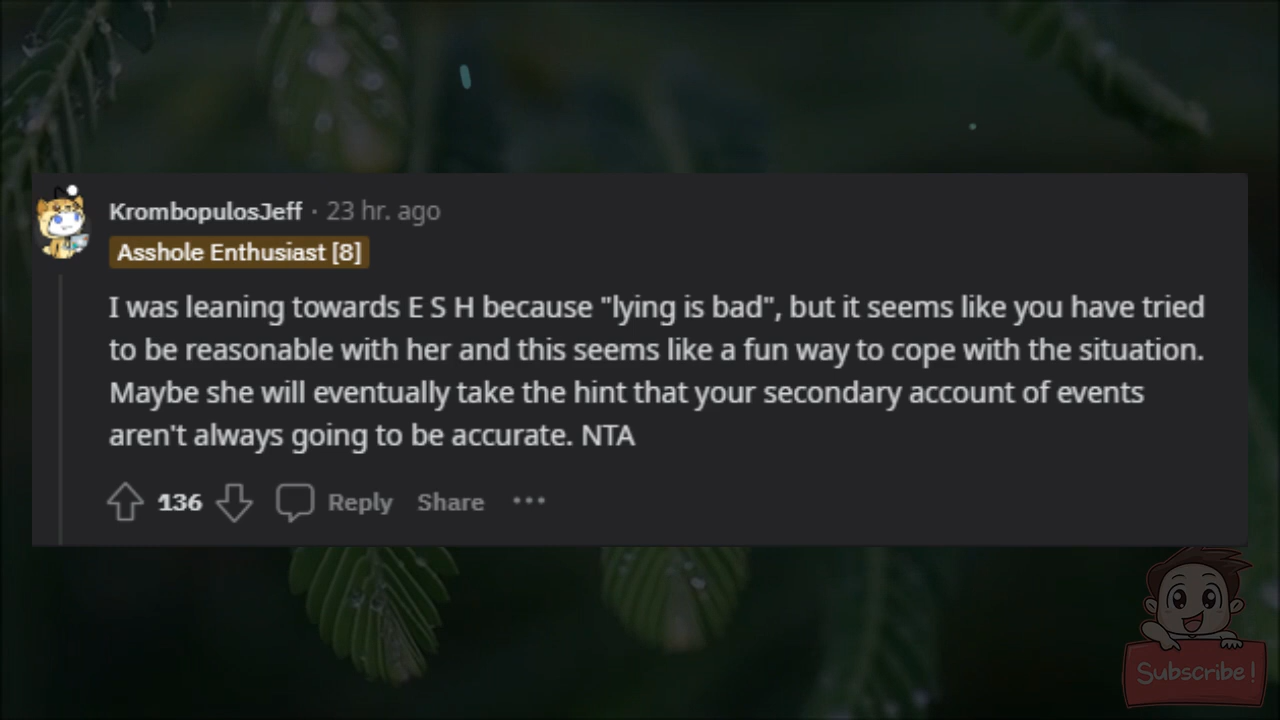 KrombopulosJeff · 23 hr. ago
Asshole Enthusiast [8]
I was leaning towards E S H because "lying is bad", but it seems like you have tried
to be reasonable with her and this seems like a fun way to cope with the situation.
Maybe she will eventually take the hint that your secondary account of events
aren't always going to be accurate. NTA
136 Reply Share ···
Subscribe!